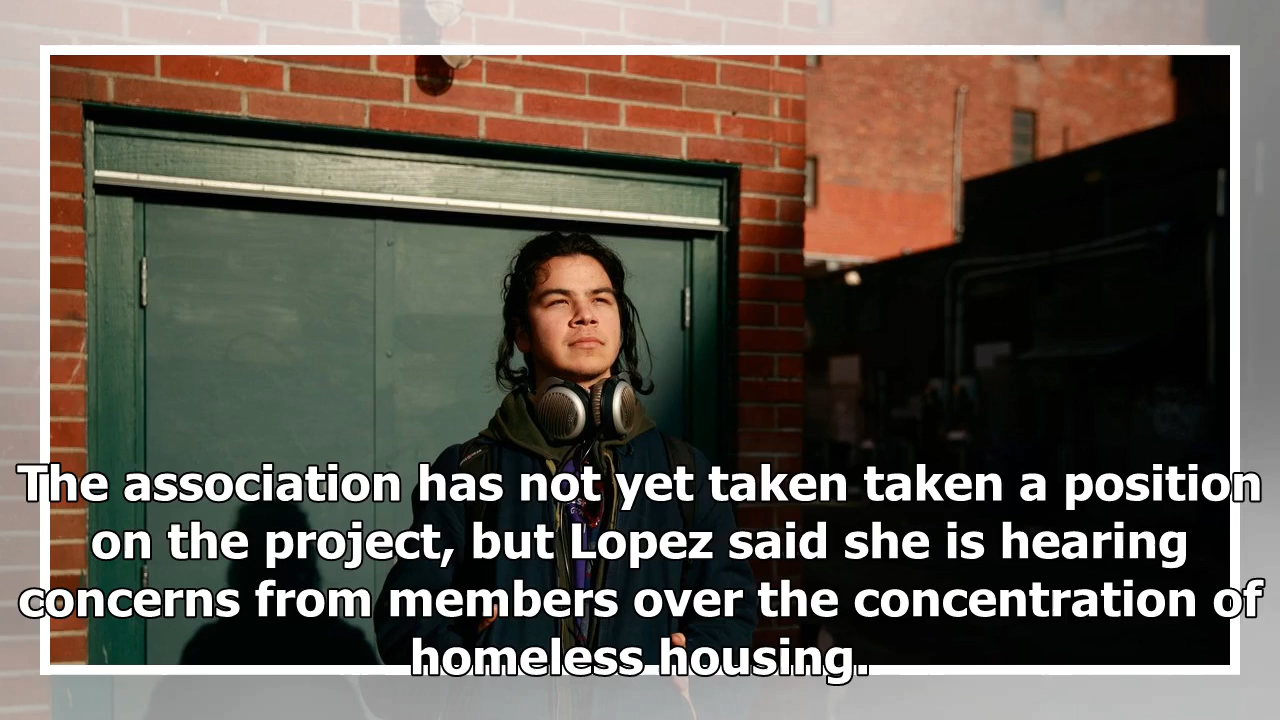 The association has not yet taken taken a position
on the project, but Lopez said she is hearing
concerns from members over the concentration of
homeless housing.